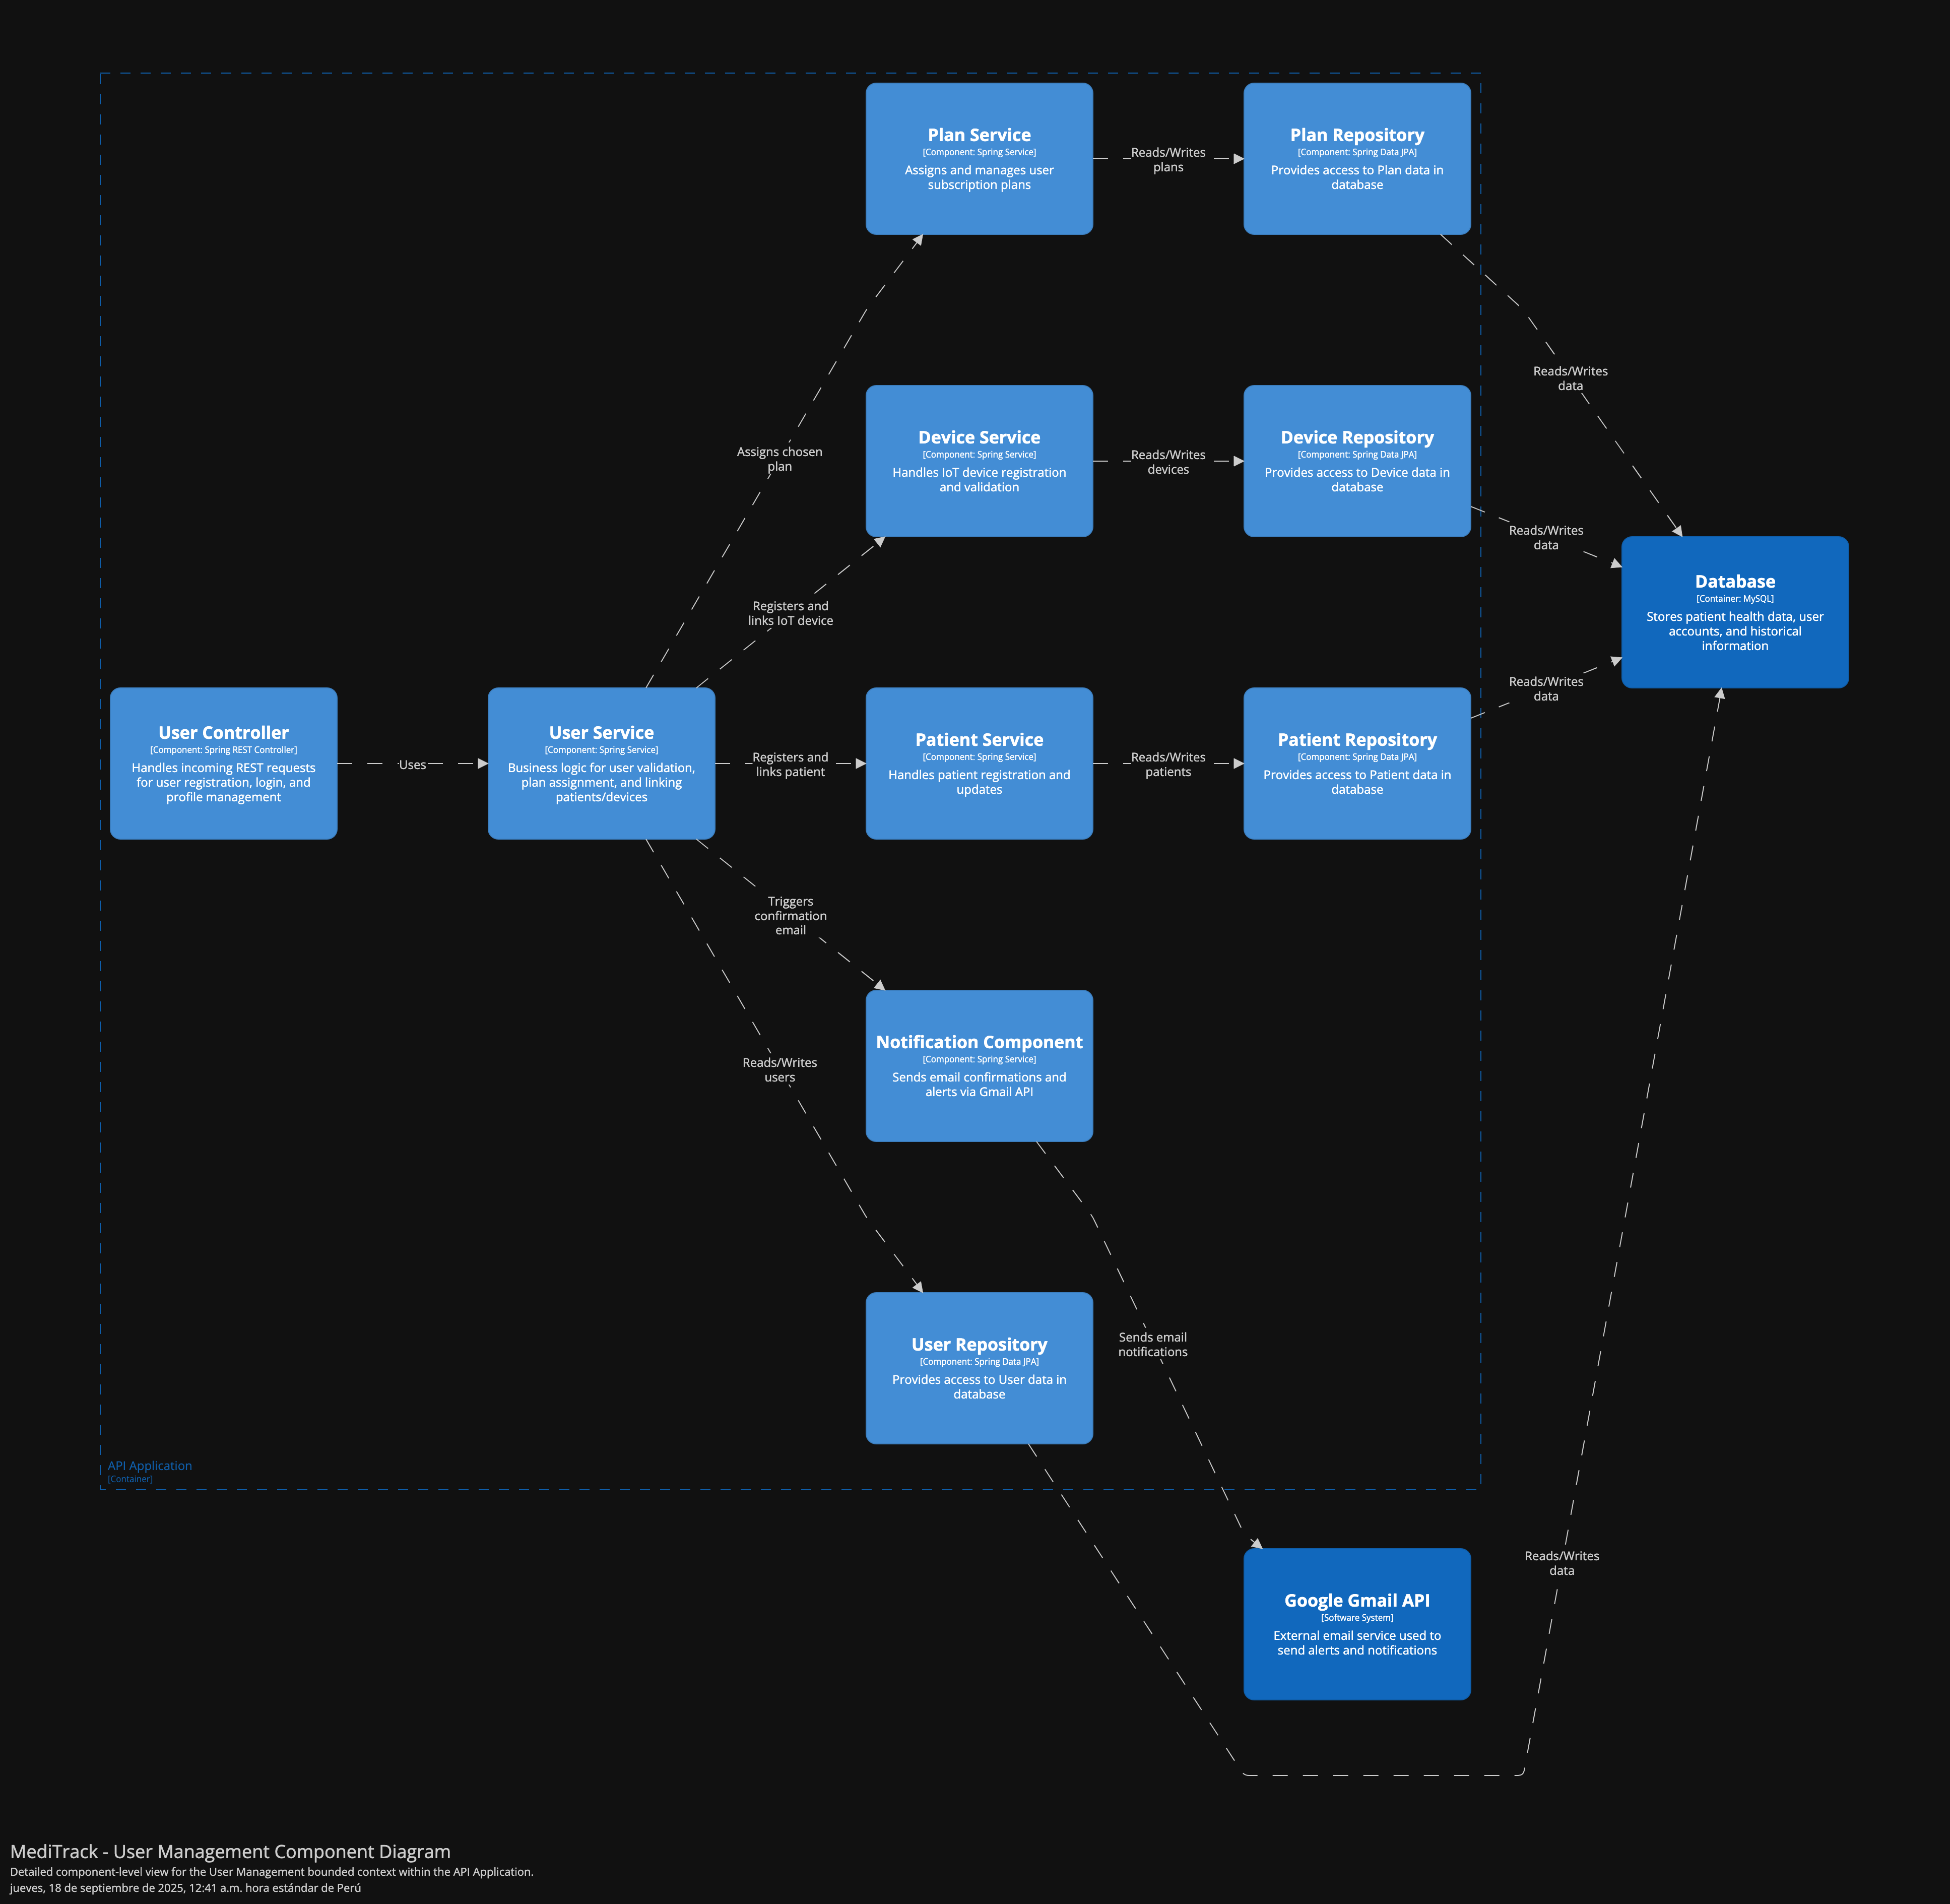 Plan Service
[Component: Spring Service]
Assigns and manages user
subscription plans
Reads/Writes
plans
Plan Repository
[Component: Spring Data JPA]
Provides access to Plan data in
database
Reads/Writes
data
Assigns chosen
plan
Device Service
[Component: Spring Service]
Handles IoT device registration
and validation
Reads/Writes
devices
Device Repository
[Component: Spring Data JPA]
Provides access to Device data in
database
Reads/Writes
data
Database
[Container: MySQL]
Stores patient health data, user
accounts, and historical
information
Registers and
links IoT device
Reads/Writes
data
User Controller
[Component: Spring REST Controller]
Handles incoming REST requests
for user registration, login, and
profile management
Uses
User Service
[Component: Spring Service]
Business logic for user validation,
plan assignment, and linking
patients/devices
Registers and
links patient
Patient Service
[Component: Spring Service]
Handles patient registration and
updates
Reads/Writes
patients
Patient Repository
[Component: Spring Data JPA]
Provides access to Patient data in
database
Triggers
confirmation
email
Notification Component
[Component: Spring Service]
Sends email confirmations and
alerts via Gmail API
Reads/Writes
users
Sends email
notifications
User Repository
[Component: Spring Data JPA]
Provides access to User data in
database
API Application
[Container]
Reads/Writes
data
Google Gmail API
[Software System]
External email service used to
send alerts and notifications
MediTrack - User Management Component Diagram
Detailed component-level view for the User Management bounded context within the API Application.
jueves, 18 de septiembre de 2025, 12:41 a.m. hora estándar de Perú